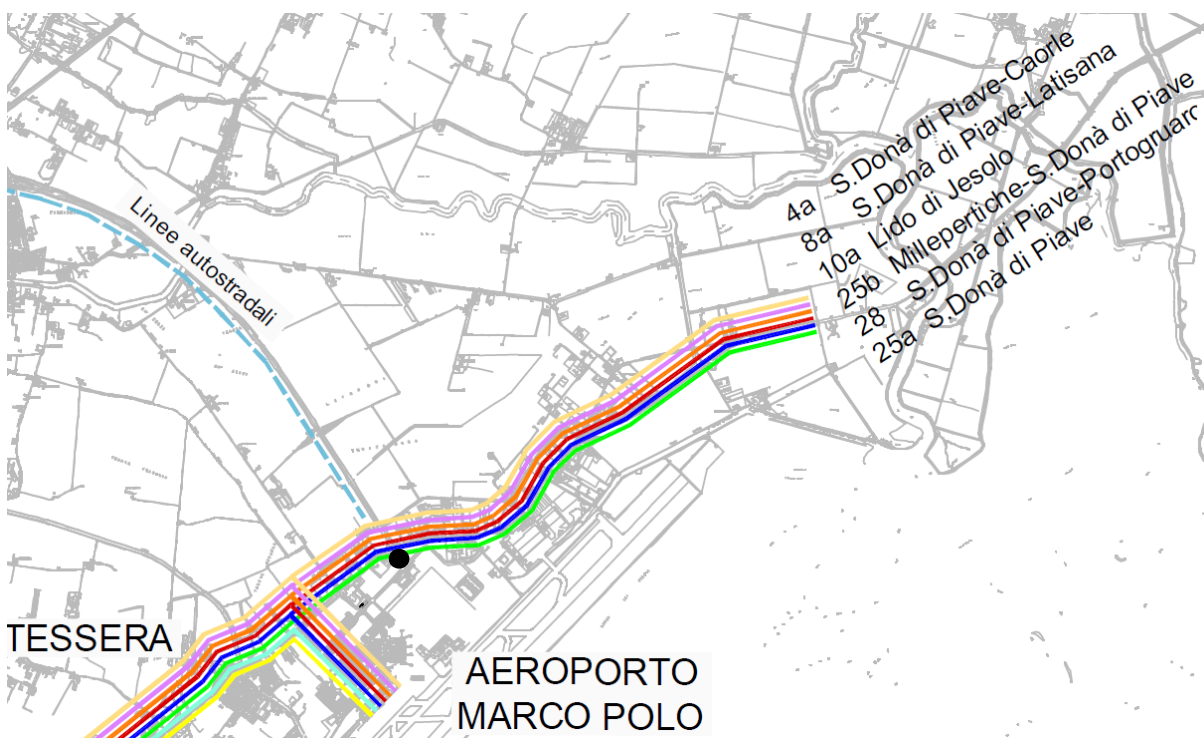 4a S.Donà di Piave-Caorle
8a S.Donà di Piave-Latisana
10a Lido di Jesolo
25b Millepertiche-S.Donà di Piave
28 S.Donà di Piave-Portogruaro
25a S.Donà di Piave
Linee autostradali
TESSERA
AEROPORTO
MARCO POLO